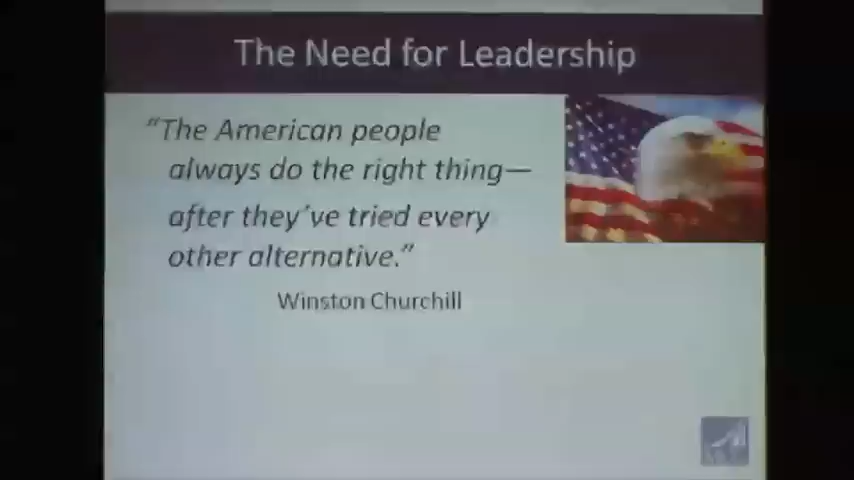 The Need for Leadership
“The American people
always do the right thing—
after they’ve tried every
other alternative.”
Winston Churchill